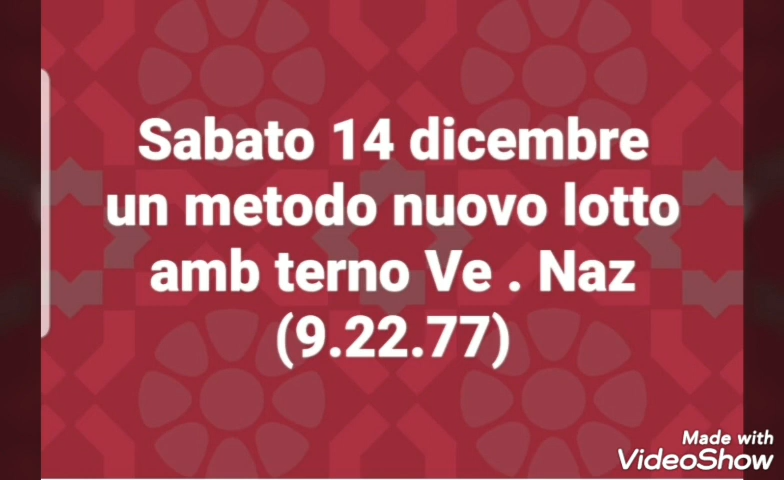 Sabato 14 dicembre
un metodo nuovo lotto
amb terno Ve . Naz
(9.22.77)
Made with
VideoShow